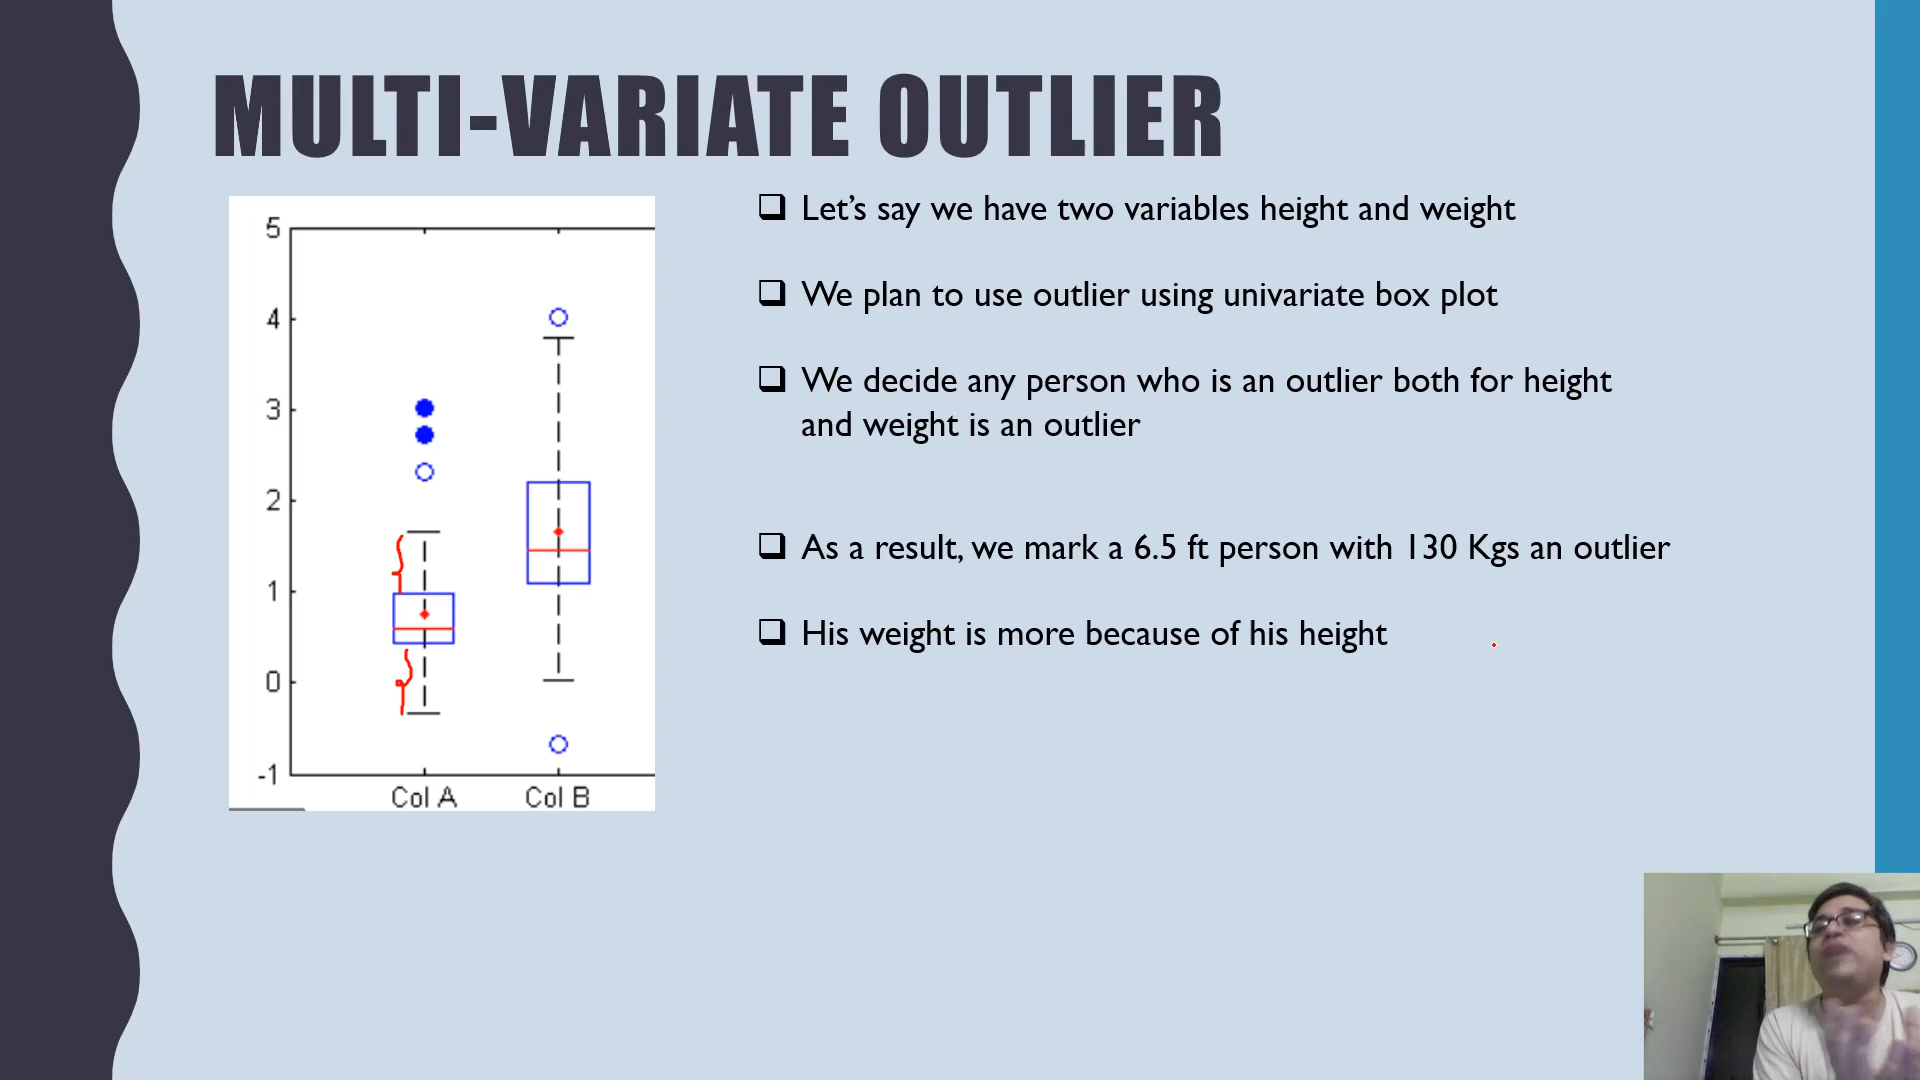 MULTI-VARIATE OUTLIER
5
4
3
2
1
0
-1
Col A Col B
Let's say we have two variables height and weight
We plan to use outlier using univariate box plot
We decide any person who is an outlier both for height
and weight is an outlier
As a result, we mark a 6.5 ft person with 130 Kgs an outlier
His weight is more because of his height